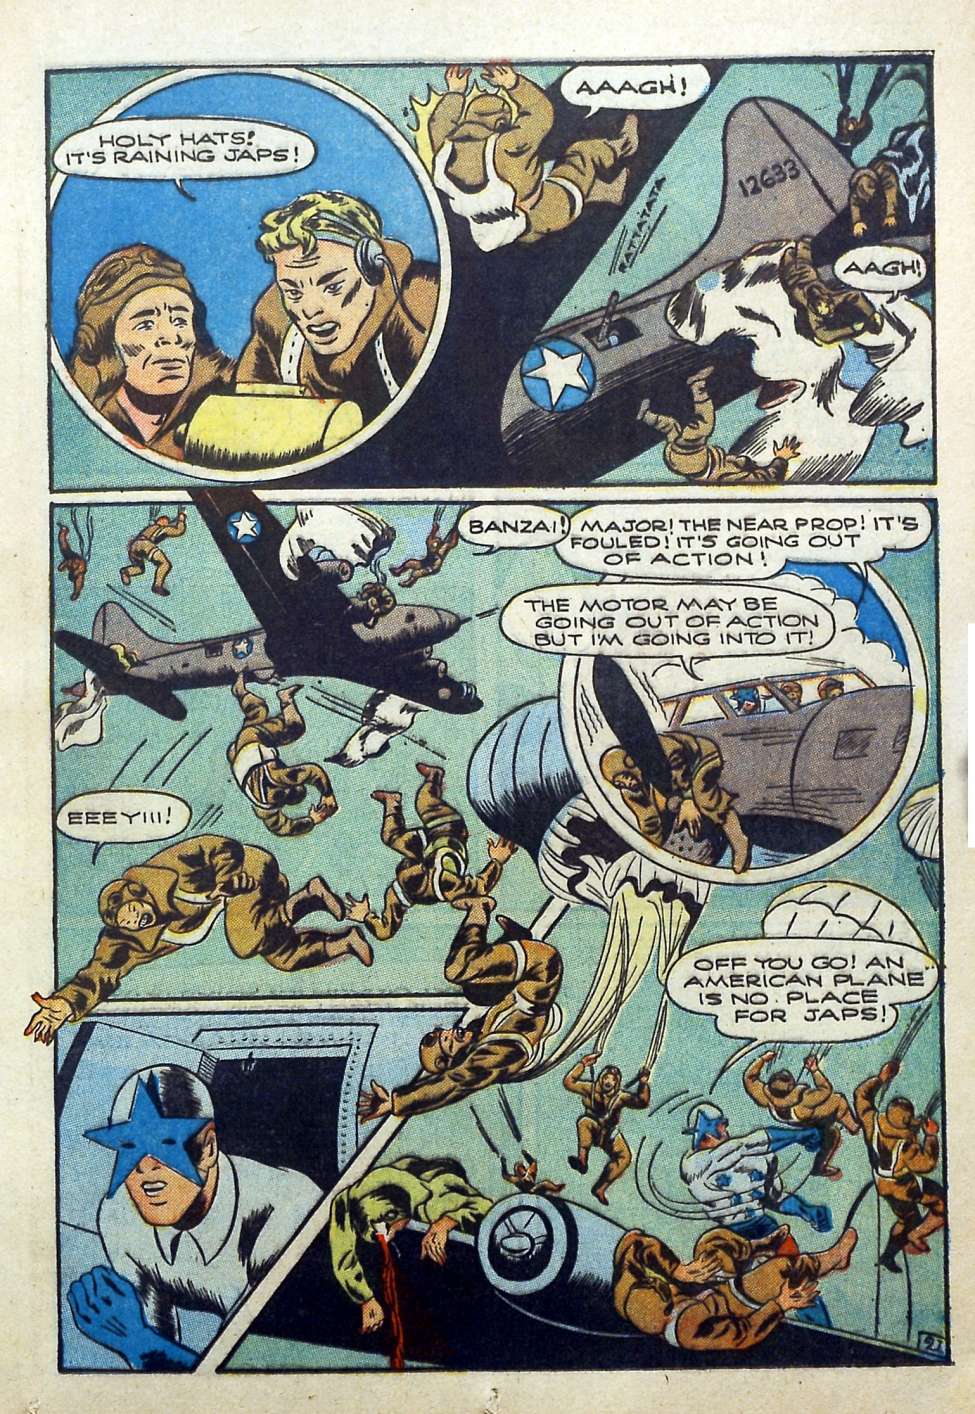 HOLY HATS!
IT'S RAINING JAPS!
AAAGH!
RATTATATA
12633
AAGH!
BANZAI!
MAJOR! THE NEAR PROP! IT'S
FOULED! IT'S GOING OUT
OF ACTION!
THE MOTOR MAY BE
GOING OUT OF ACTION
BUT I'M GOING INTO IT!
EEEYIII!
OFF YOU GO! AN
AMERICAN PLANE
IS NO PLACE
FOR JAPS!